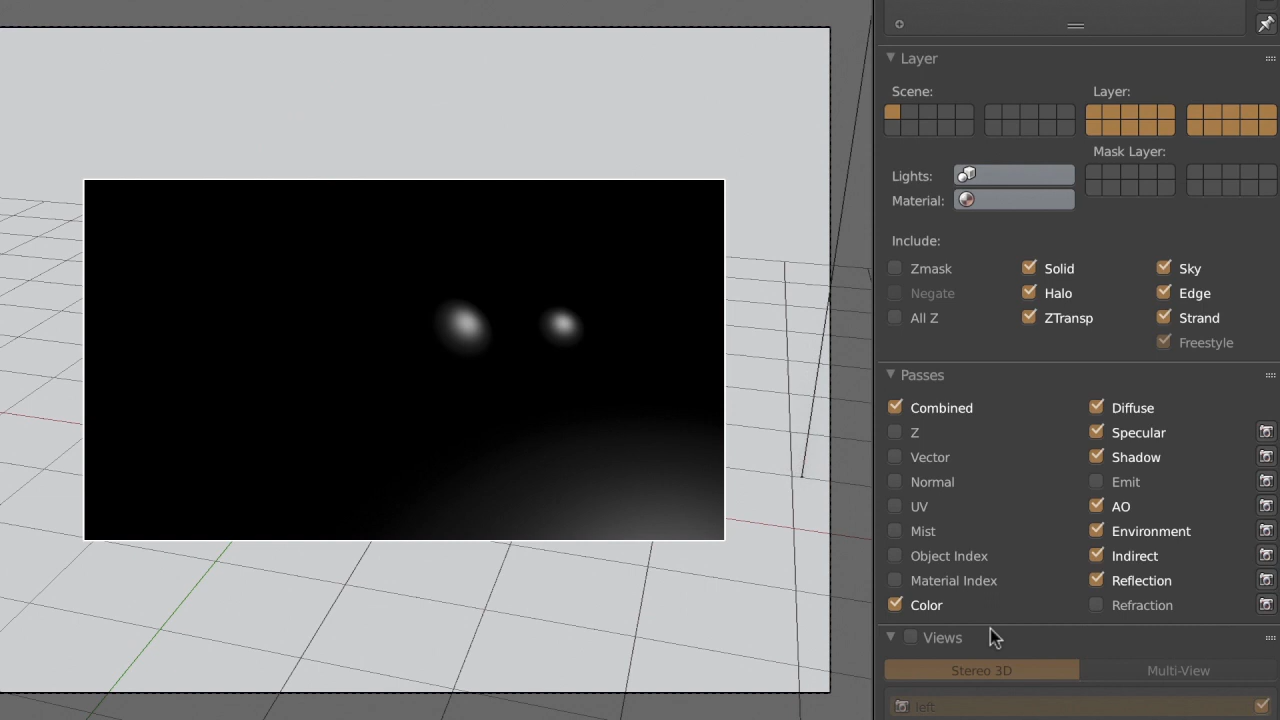 Layer
Scene: Layer:
Mask Layer:
Lights:
Material:
Include:
Zmask Solid Sky
Negate Halo Edge
All Z ZTransp Strand
Freestyle
Passes
Combined Diffuse
Z Specular
Vector Shadow
Normal Emit
UV AO
Mist Environment
Object Index Indirect
Material Index Reflection
Color Refraction
Views
Stereo 3D Multi-View
left